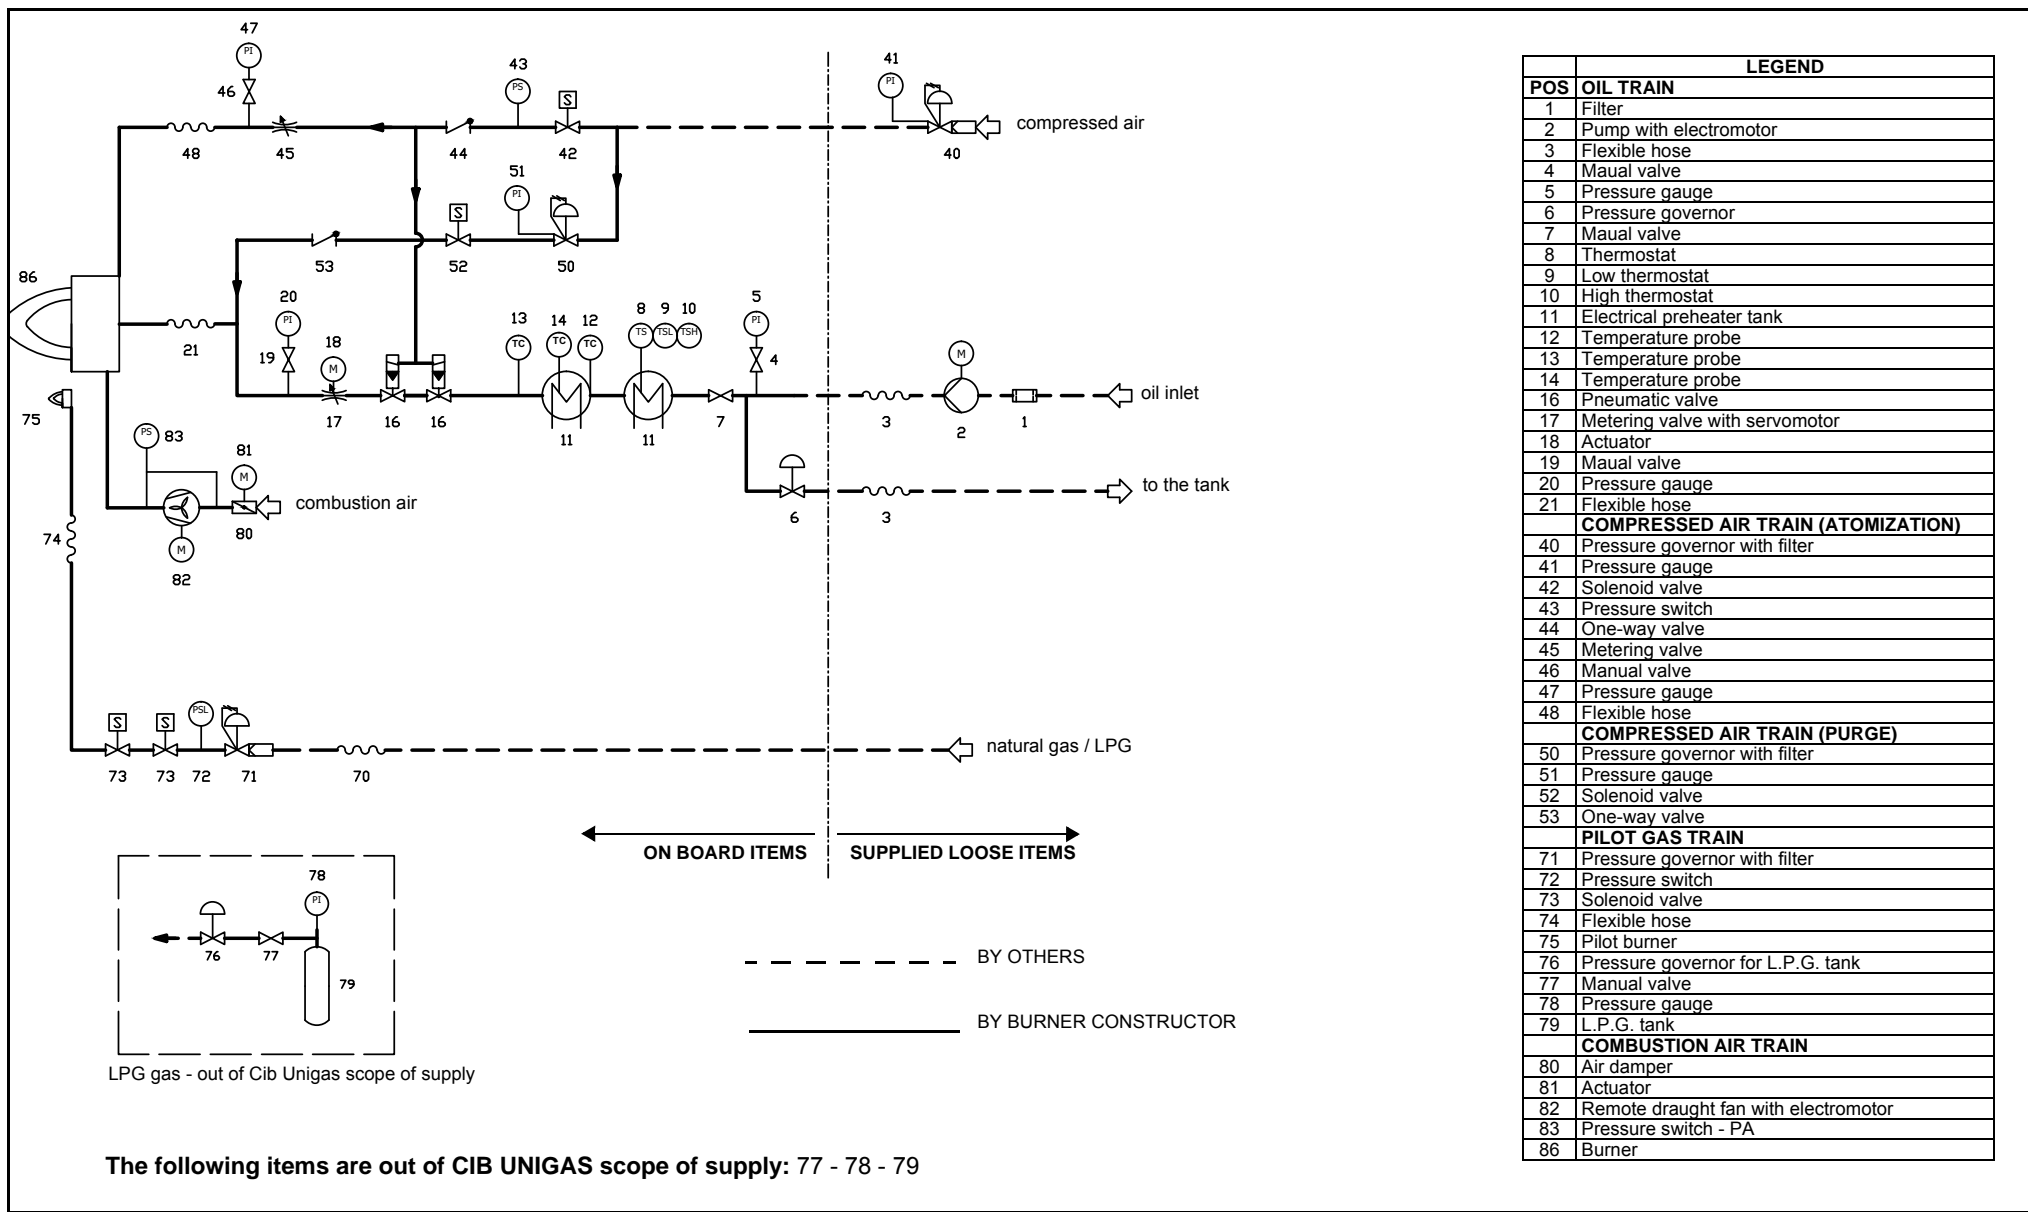 47
PI
46
48
45
44
43
PS
S
42
41
PI
40
compressed air
51
PI
S
53
52
50
86
20
PI
19
21
18
M
17
16
16
13
TC
14
TC
12
TC
11
8
TS
9
TSL
10
TSH
11
7
5
PI
4
3
M
2
1
oil inlet
6
3
to the tank
75
PS
83
81
M
80
combustion air
M
82
74
S
S
PSL
73
73
72
71
70
natural gas / LPG
ON BOARD ITEMS
SUPPLIED LOOSE ITEMS
78
PI
76
77
79
LPG gas - out of Cib Unigas scope of supply
BY OTHERS
BY BURNER CONSTRUCTOR
The following items are out of CIB UNIGAS scope of supply: 77 - 78 - 79
LEGEND
POS OIL TRAIN
1 Filter
2 Pump with electromotor
3 Flexible hose
4 Maual valve
5 Pressure gauge
6 Pressure governor
7 Maual valve
8 Thermostat
9 Low thermostat
10 High thermostat
11 Electrical preheater tank
12 Temperature probe
13 Temperature probe
14 Temperature probe
16 Pneumatic valve
17 Metering valve with servomotor
18 Actuator
19 Maual valve
20 Pressure gauge
21 Flexible hose
COMPRESSED AIR TRAIN (ATOMIZATION)
40 Pressure governor with filter
41 Pressure gauge
42 Solenoid valve
43 Pressure switch
44 One-way valve
45 Metering valve
46 Manual valve
47 Pressure gauge
48 Flexible hose
COMPRESSED AIR TRAIN (PURGE)
50 Pressure governor with filter
51 Pressure gauge
52 Solenoid valve
53 One-way valve
PILOT GAS TRAIN
71 Pressure governor with filter
72 Pressure switch
73 Solenoid valve
74 Flexible hose
75 Pilot burner
76 Pressure governor for L.P.G. tank
77 Manual valve
78 Pressure gauge
79 L.P.G. tank
COMBUSTION AIR TRAIN
80 Air damper
81 Actuator
82 Remote draught fan with electromotor
83 Pressure switch - PA
86 Burner